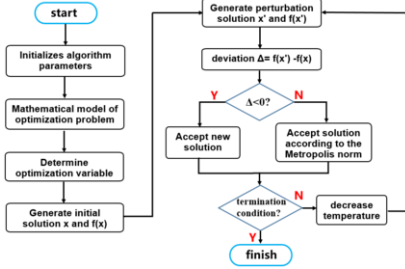 start
Initializes algorithm
parameters
Mathematical model of
optimization problem
Determine
optimization variable
Generate initial
solution x and f(x)
Generate perturbation
solution x' and f(x')
deviation Δ= f(x') -f(x)
Δ<0?
Y
N
Accept new
solution
Accept solution
according to the
Metropolis norm
termination
condition?
N
Y
decrease
temperature
finish